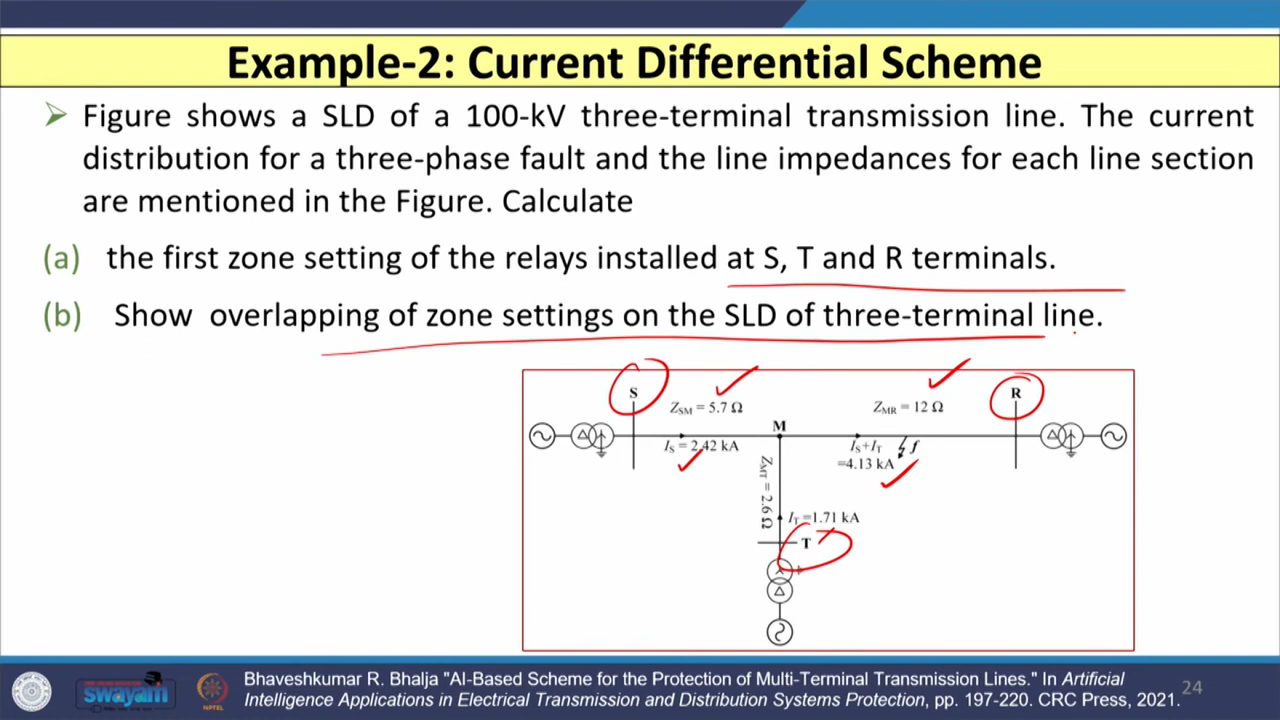 Example-2: Current Differential Scheme
➢ Figure shows a SLD of a 100-kV three-terminal transmission line. The current
distribution for a three-phase fault and the line impedances for each line section
are mentioned in the Figure. Calculate
(a) the first zone setting of the relays installed at S, T and R terminals.
(b) Show overlapping of zone settings on the SLD of three-terminal line.
S
R
Z_SM = 5.7 Ω
Z_MR = 12 Ω
M
I_S = 2.42 kA
I_S+I_T
=4.13 kA
f
Z_MT = 2.6 Ω
I_T=1.71 kA
T
swayam
NPTEL
Bhaveshkumar R. Bhalja "AI-Based Scheme for the Protection of Multi-Terminal Transmission Lines." In Artificial
Intelligence Applications in Electrical Transmission and Distribution Systems Protection, pp. 197-220. CRC Press, 2021.
24